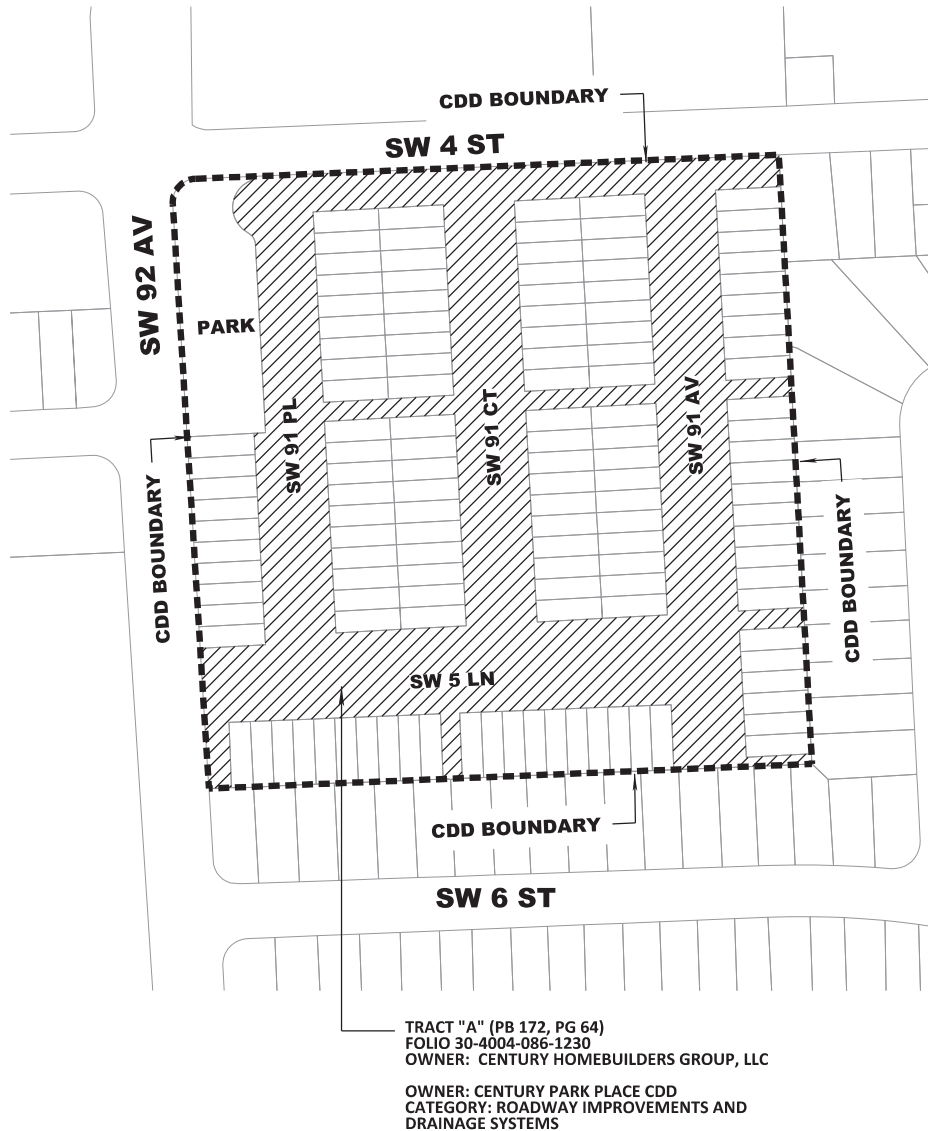 CDD BOUNDARY
SW 4 ST
SW 92 AV
PARK
SW 91 PL
SW 91 CT
SW 91 AV
CDD BOUNDARY
CDD BOUNDARY
SW 5 LN
CDD BOUNDARY
SW 6 ST
TRACT "A" (PB 172, PG 64)
FOLIO 30-4004-086-1230
OWNER: CENTURY HOMEBUILDERS GROUP, LLC
OWNER: CENTURY PARK PLACE CDD
CATEGORY: ROADWAY IMPROVEMENTS AND
DRAINAGE SYSTEMS